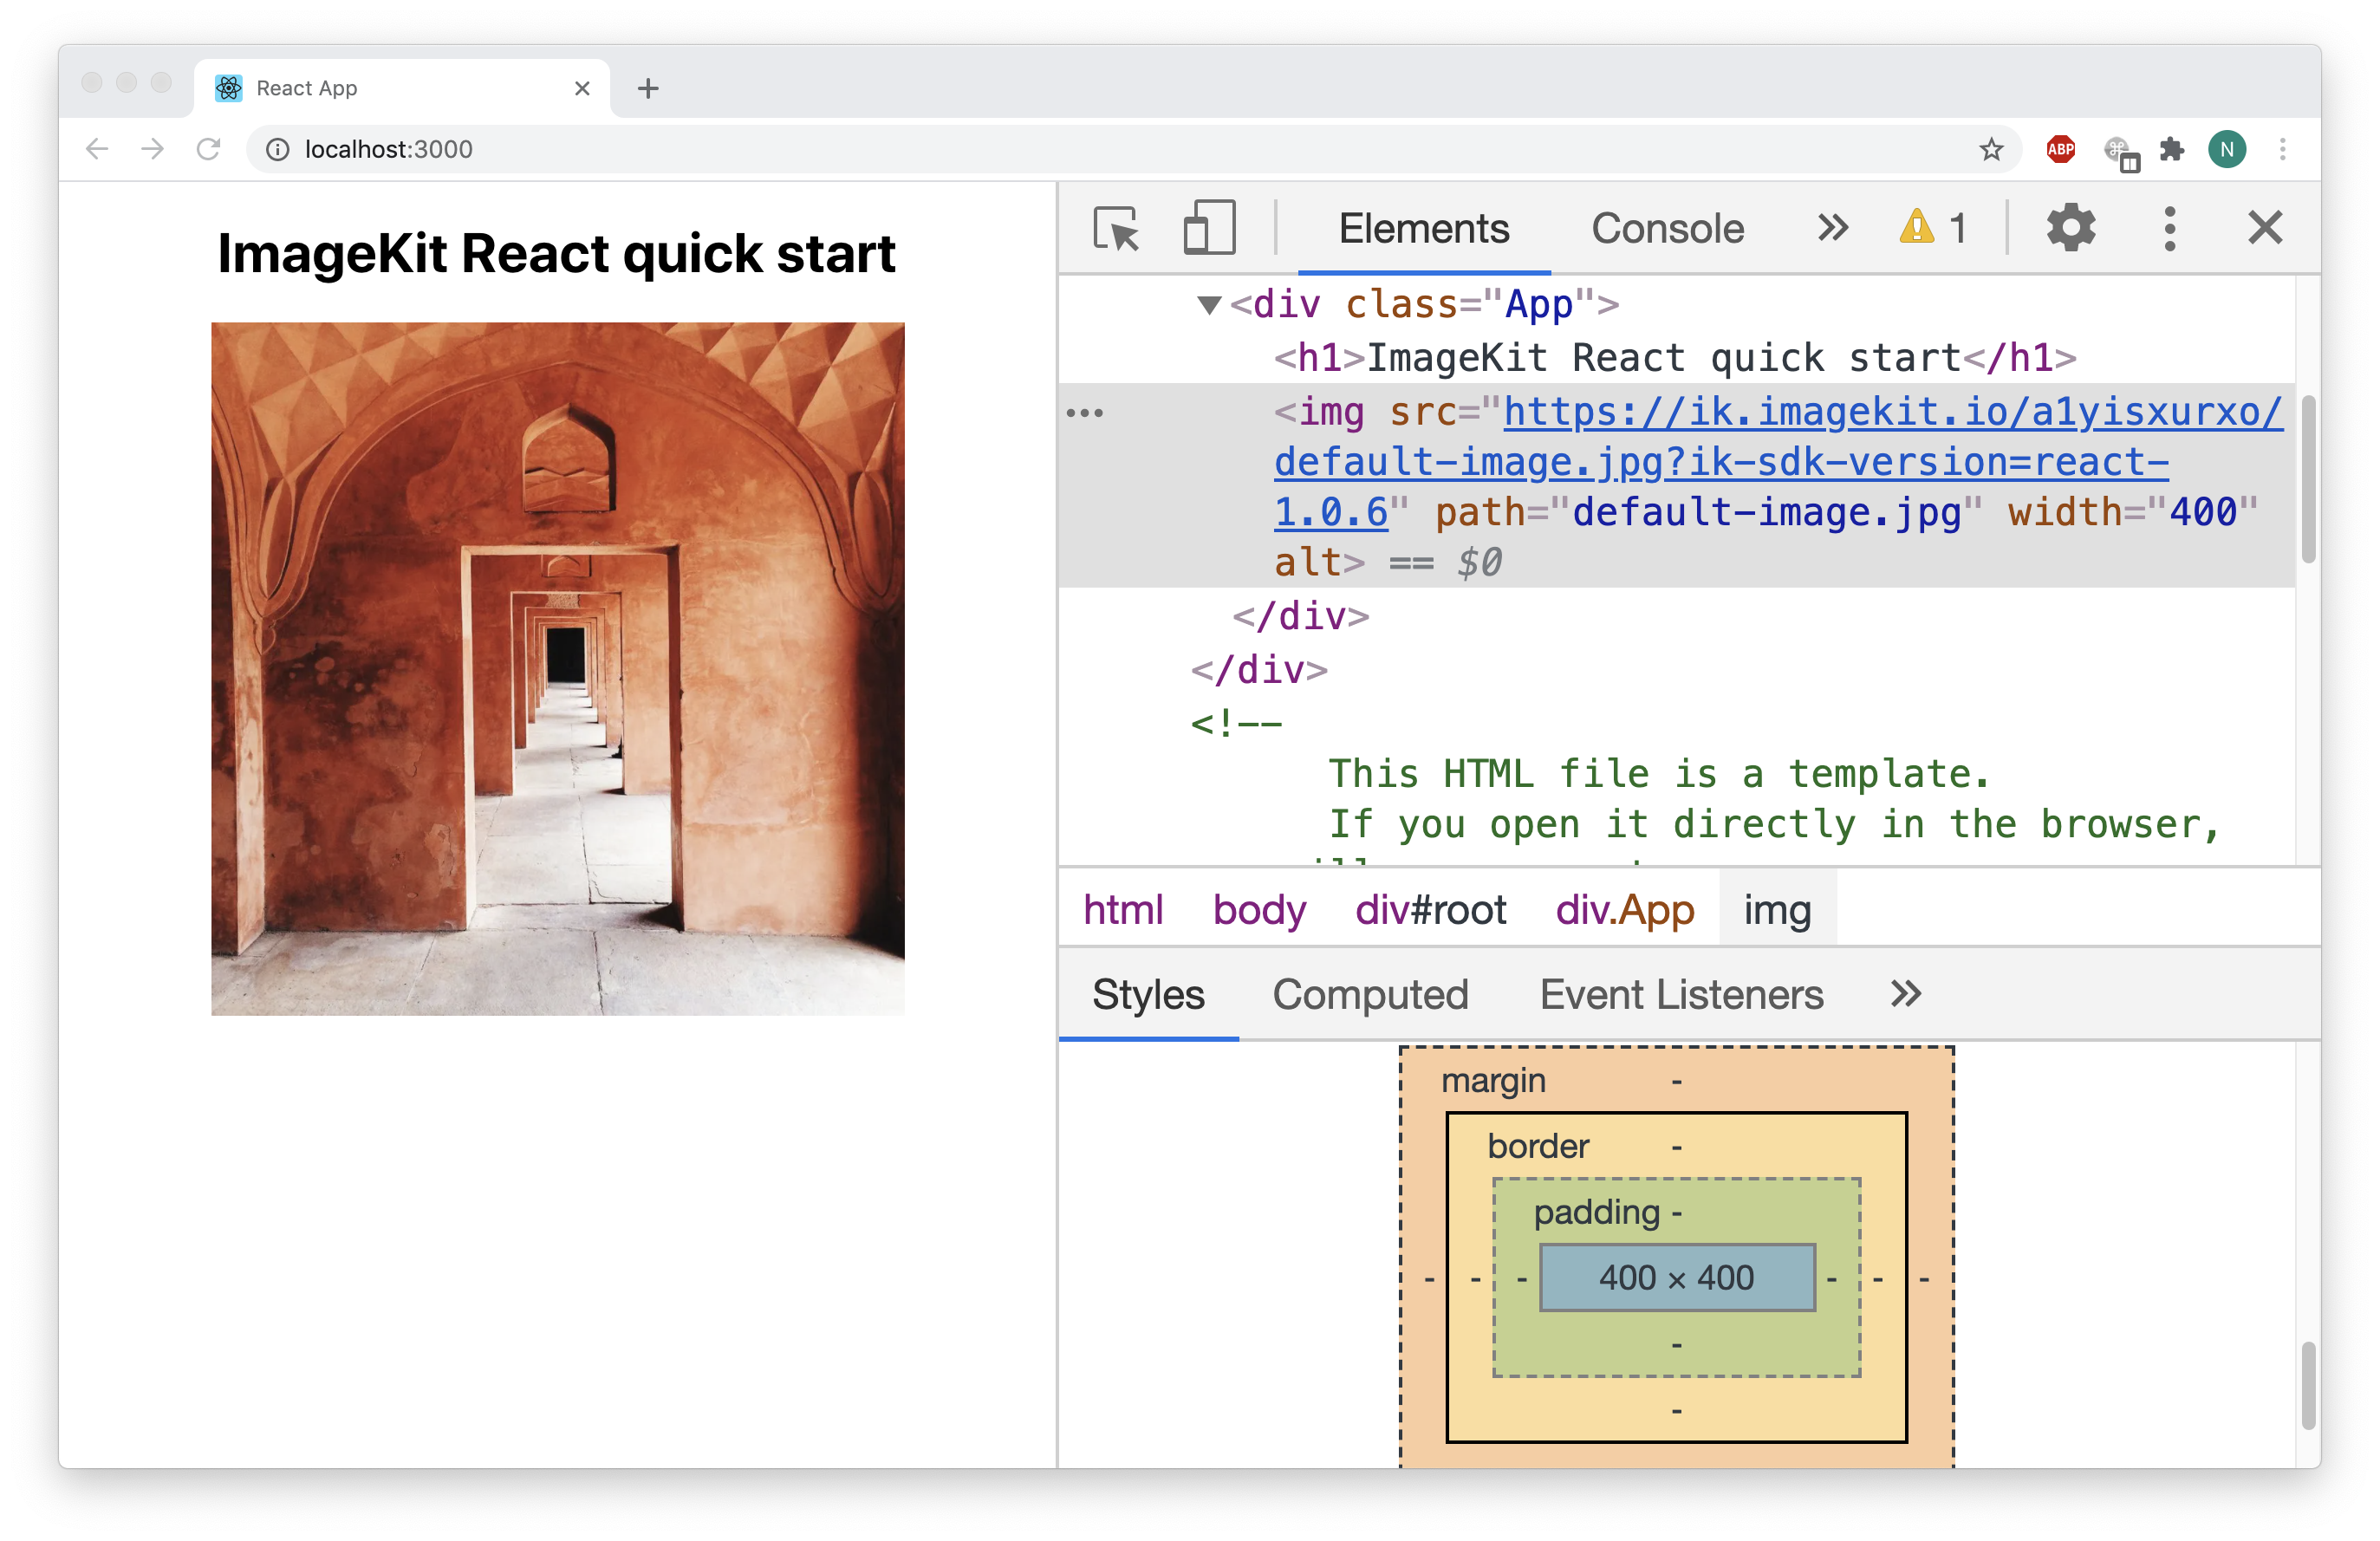 React App
localhost:3000
ABP
N
ImageKit React quick start
Elements Console 1
<div class="App">
<h1>ImageKit React quick start</h1>
<img src="https://ik.imagekit.io/a1yisxurxo/
default-image.jpg?ik-sdk-version=react-
1.0.6" path="default-image.jpg" width="400"
alt> == $0
</div>
</div>
<!--
This HTML file is a template.
If you open it directly in the browser,
html body div#root div.App img
Styles Computed Event Listeners
margin -
border -
padding -
- - - 400 × 400 - - -
-
-